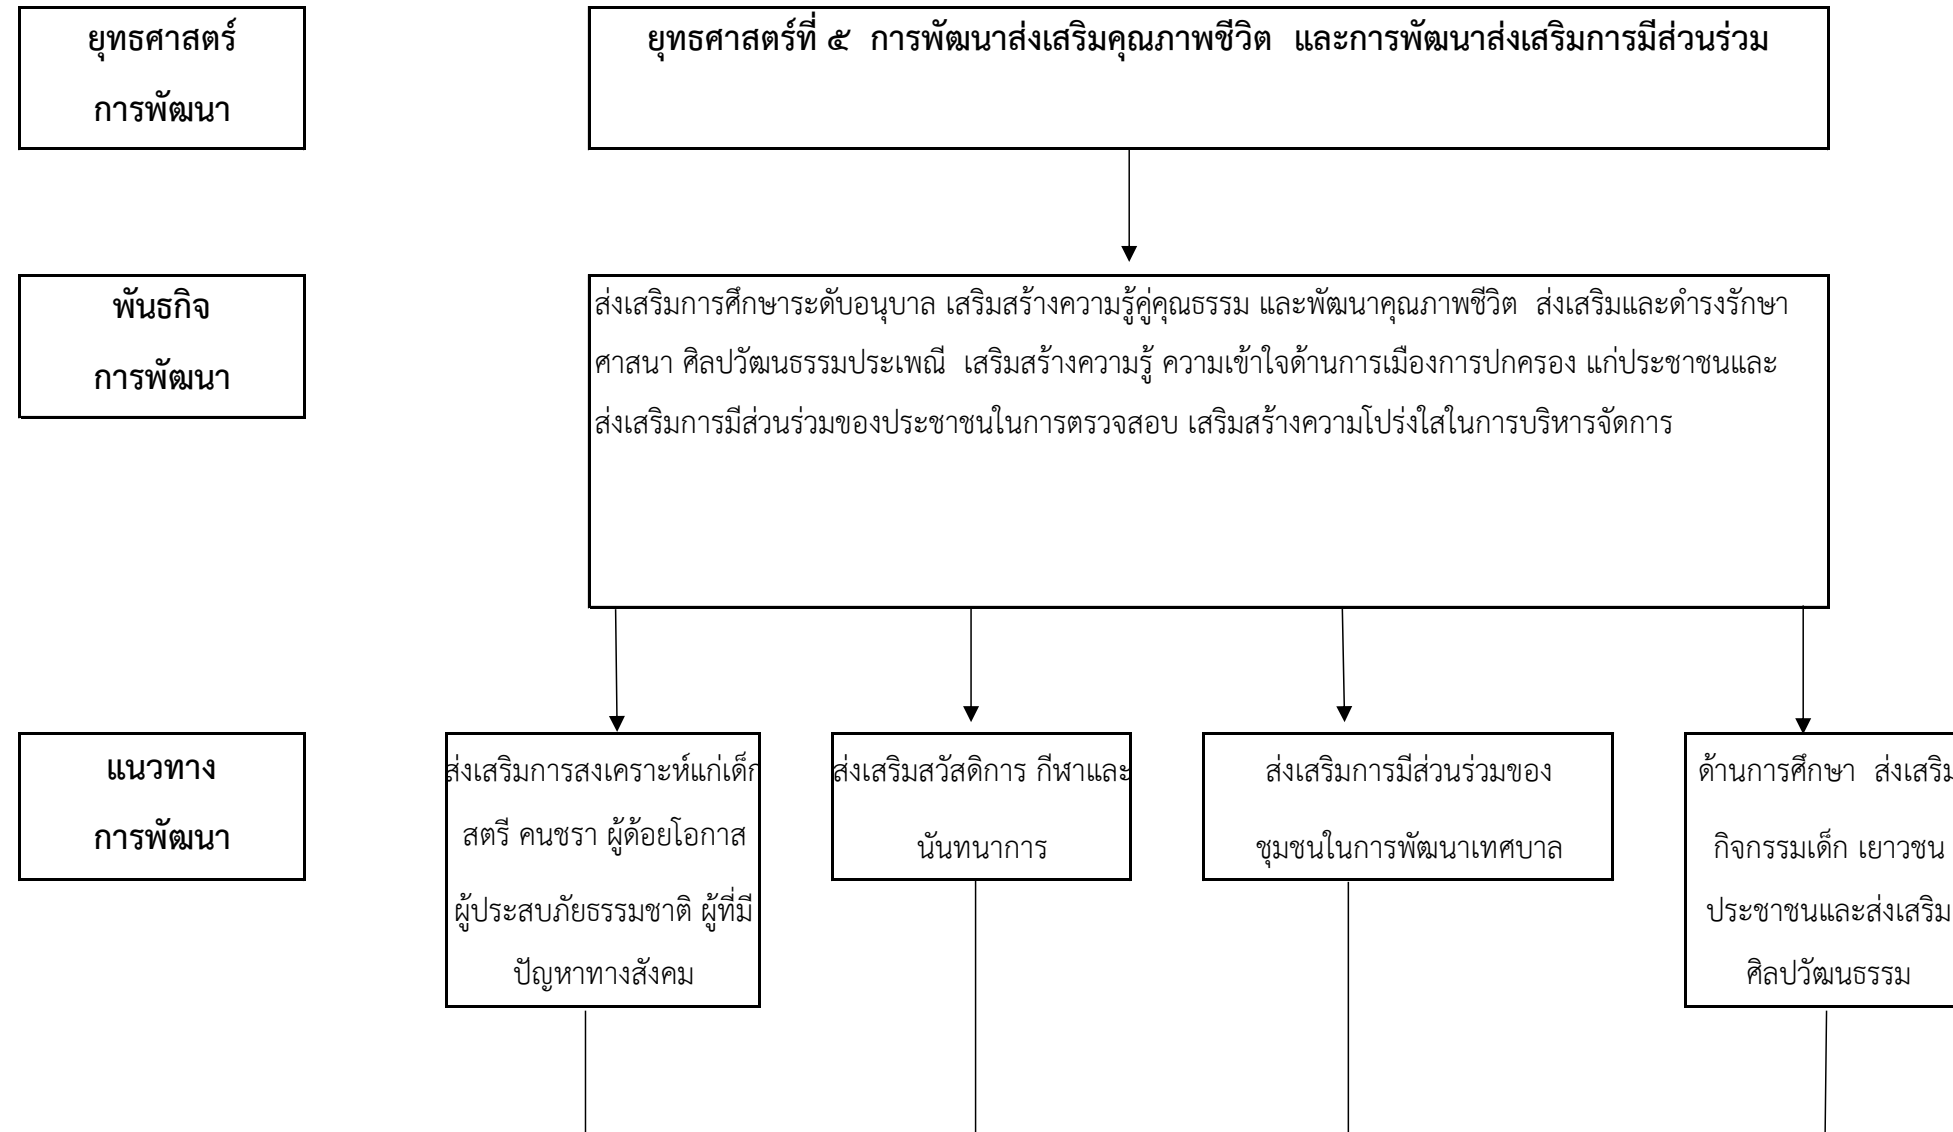 ยุทธศาสตร์
การพัฒนา
ยุทธศาสตร์ที่ ๕  การพัฒนาส่งเสริมคุณภาพชีวิต  และการพัฒนาส่งเสริมการมีส่วนร่วม
พันธกิจ
การพัฒนา
ส่งเสริมการศึกษาระดับอนุบาล เสริมสร้างความรู้คู่คุณธรรม และพัฒนาคุณภาพชีวิต  ส่งเสริมและดำรงรักษา
ศาสนา ศิลปวัฒนธรรมประเพณี  เสริมสร้างความรู้ ความเข้าใจด้านการเมืองการปกครอง แก่ประชาชนและ
ส่งเสริมการมีส่วนร่วมของประชาชนในการตรวจสอบ เสริมสร้างความโปร่งใสในการบริหารจัดการ
แนวทาง
การพัฒนา
ส่งเสริมการสงเคราะห์แก่เด็ก
สตรี คนชรา ผู้ด้อยโอกาส
ผู้ประสบภัยธรรมชาติ ผู้ที่มี
ปัญหาทางสังคม
ส่งเสริมสวัสดิการ กีฬาและ
นันทนาการ
ส่งเสริมการมีส่วนร่วมของ
ชุมชนในการพัฒนาเทศบาล
ด้านการศึกษา  ส่งเสริม
กิจกรรมเด็ก เยาวชน
ประชาชนและส่งเสริม
ศิลปวัฒนธรรม